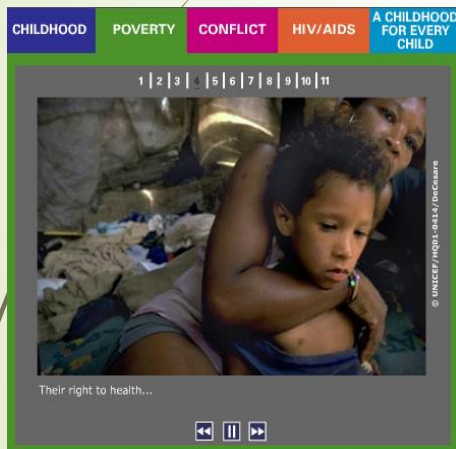 CHILDHOOD
POVERTY
CONFLICT
HIV/AIDS
A CHILDHOOD
FOR EVERY
CHILD
1 | 2 | 3 | 4 | 5 | 6 | 7 | 8 | 9 | 10 | 11
© UNICEF/HQ01-0414/DeCesare
Their right to health...